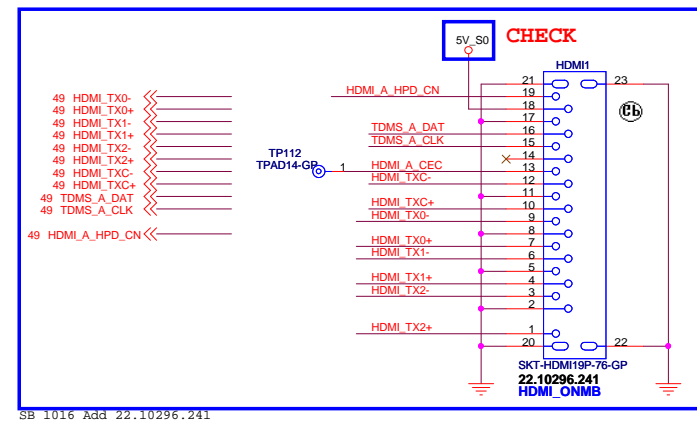 5V_S0 CHECK
HDMI1
49 HDMI_TX0-
49 HDMI_TX0+
49 HDMI_TX1-
49 HDMI_TX1+
49 HDMI_TX2-
49 HDMI_TX2+
49 HDMI_TXC-
49 HDMI_TXC+
49 TDMS_A_DAT
49 TDMS_A_CLK
49 HDMI_A_HPD_CN
TP112
TPAD14-GP
1
21 23
HDMI_A_HPD_CN 19
18
17
TDMS_A_DAT 16
TDMS_A_CLK 15
14
HDMI_A_CEC 13
HDMI_TXC- 12
11
HDMI_TXC+ 10
HDMI_TX0- 9
8
HDMI_TX0+ 7
HDMI_TX1- 6
5
HDMI_TX1+ 4
HDMI_TX2- 3
2
HDMI_TX2+ 1
20 22
SKT-HDMI19P-76-GP
22.10296.241
HDMI_ONMB
SB 1016 Add 22.10296.241